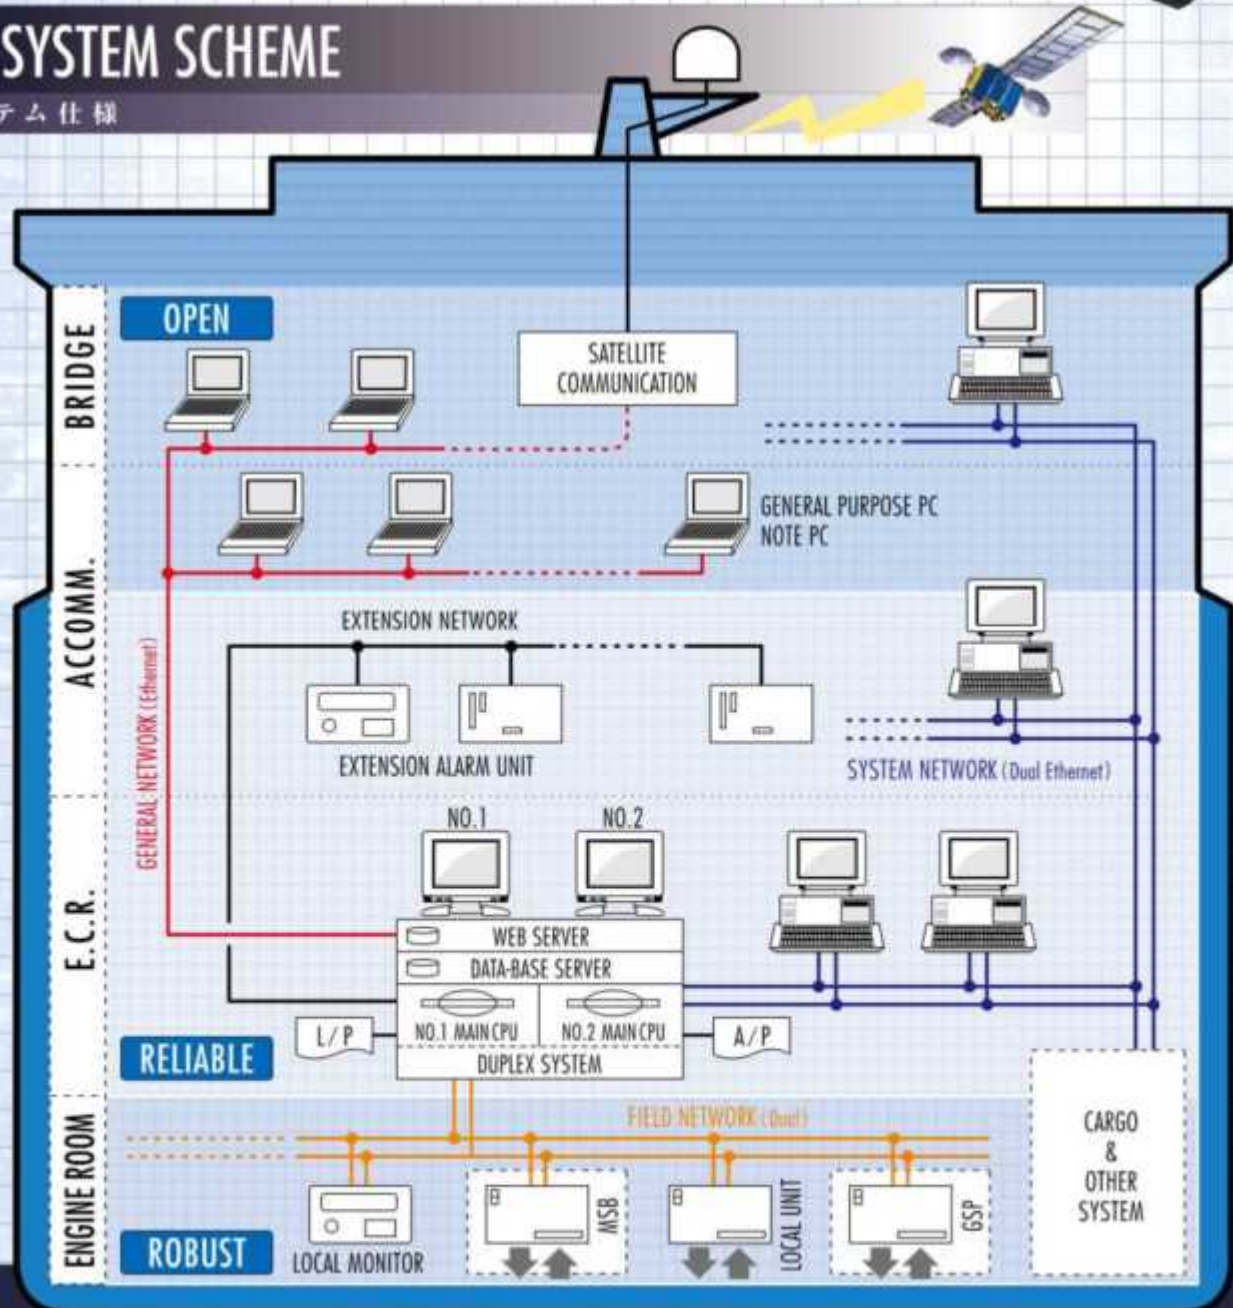 SYSTEM SCHEME
テム仕様
BRIDGE
OPEN
SATELLITE
COMMUNICATION
ACCOMM.
GENERAL PURPOSE PC
NOTE PC
EXTENSION NETWORK
EXTENSION ALARM UNIT
GENERAL NETWORK (Ethernet)
SYSTEM NETWORK (Dual Ethernet)
E.C.R.
NO.1
NO.2
WEB SERVER
DATA-BASE SERVER
NO.1 MAIN CPU
NO.2 MAIN CPU
L/P
A/P
DUPLEX SYSTEM
RELIABLE
ENGINE ROOM
FIELD NETWORK (Dual)
ROBUST
LOCAL MONITOR
MSB
LOCAL UNIT
GSP
CARGO
&
OTHER
SYSTEM